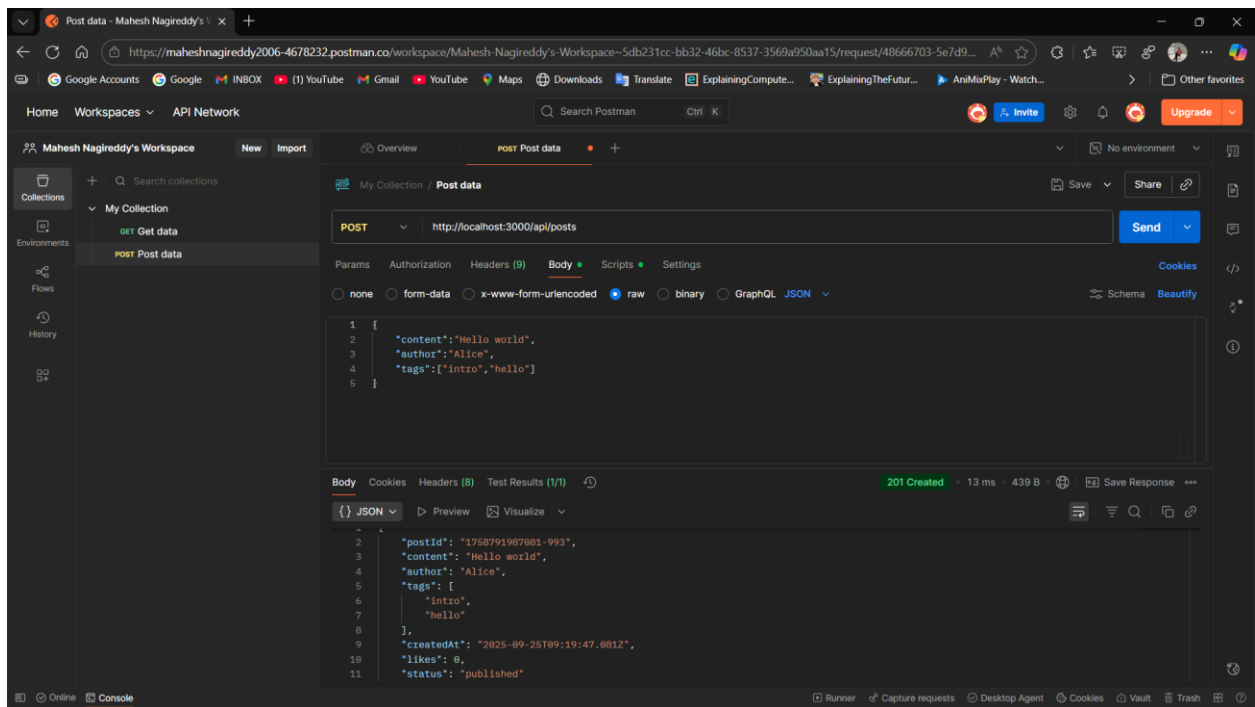 Post data - Mahesh Nagireddy's W
https://maheshnagireddy2006-4678232.postman.co/workspace/Mahesh-Nagireddy's-Workspace~5db231cc-bb32-46bc-8537-3569a950aa15/request/48666703-5e7d9...
Google Accounts Google INBOX (1) YouTube Gmail YouTube Maps Downloads Translate ExplainingCompute... ExplainingTheFutur... AniMixPlay - Watch... Other favorites
Home Workspaces API Network Search Postman Ctrl K Invite Upgrade
Mahesh Nagireddy's Workspace New Import Overview POST Post data No environment
Collections Search collections My Collection / Post data Save Share
My Collection
GET Get data POST http://localhost:3000/api/posts Send
Environments
POST Post data
Params Authorization Headers (9) Body Scripts Settings Cookies
Flows
none form-data x-www-form-urlencoded raw binary GraphQL JSON Schema Beautify
History
1 {
2 "content":"Hello world",
3 "author":"Alice",
4 "tags":["intro","hello"]
5 }
Body Cookies Headers (8) Test Results (1/1) 201 Created 13 ms 439 B Save Response
{} JSON Preview Visualize
2 "postId": "1758791987081-993",
3 "content": "Hello world",
4 "author": "Alice",
5 "tags": [
6 "intro",
7 "hello"
8 ],
9 "createdAt": "2025-09-25T09:19:47.081Z",
10 "likes": 0,
11 "status": "published"
Online Console Runner Capture requests Desktop Agent Cookies Vault Trash